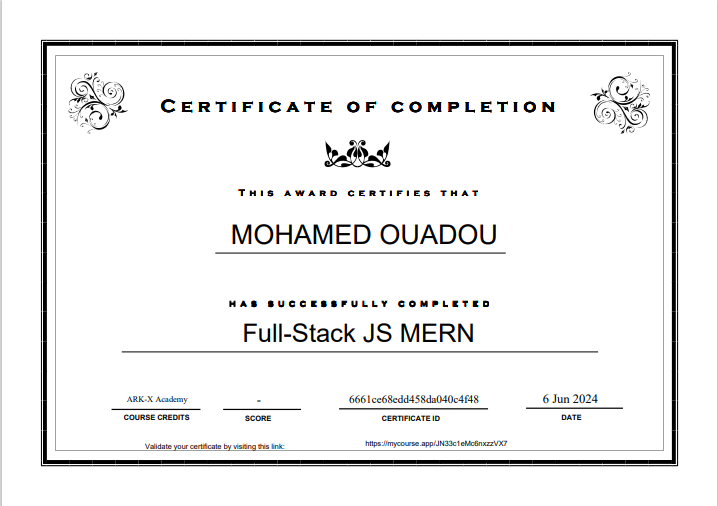 CERTIFICATE OF COMPLETION
THIS AWARD CERTIFIES THAT
MOHAMED OUADOU
HAS SUCCESSFULLY COMPLETED
Full-Stack JS MERN
ARK-X Academy - 6661ce68edd458da040c4f48 6 Jun 2024
COURSE CREDITS SCORE CERTIFICATE ID DATE
Validate your certificate by visiting this link: https://mycourse.app/JN33c1eMc6nxzzVX7